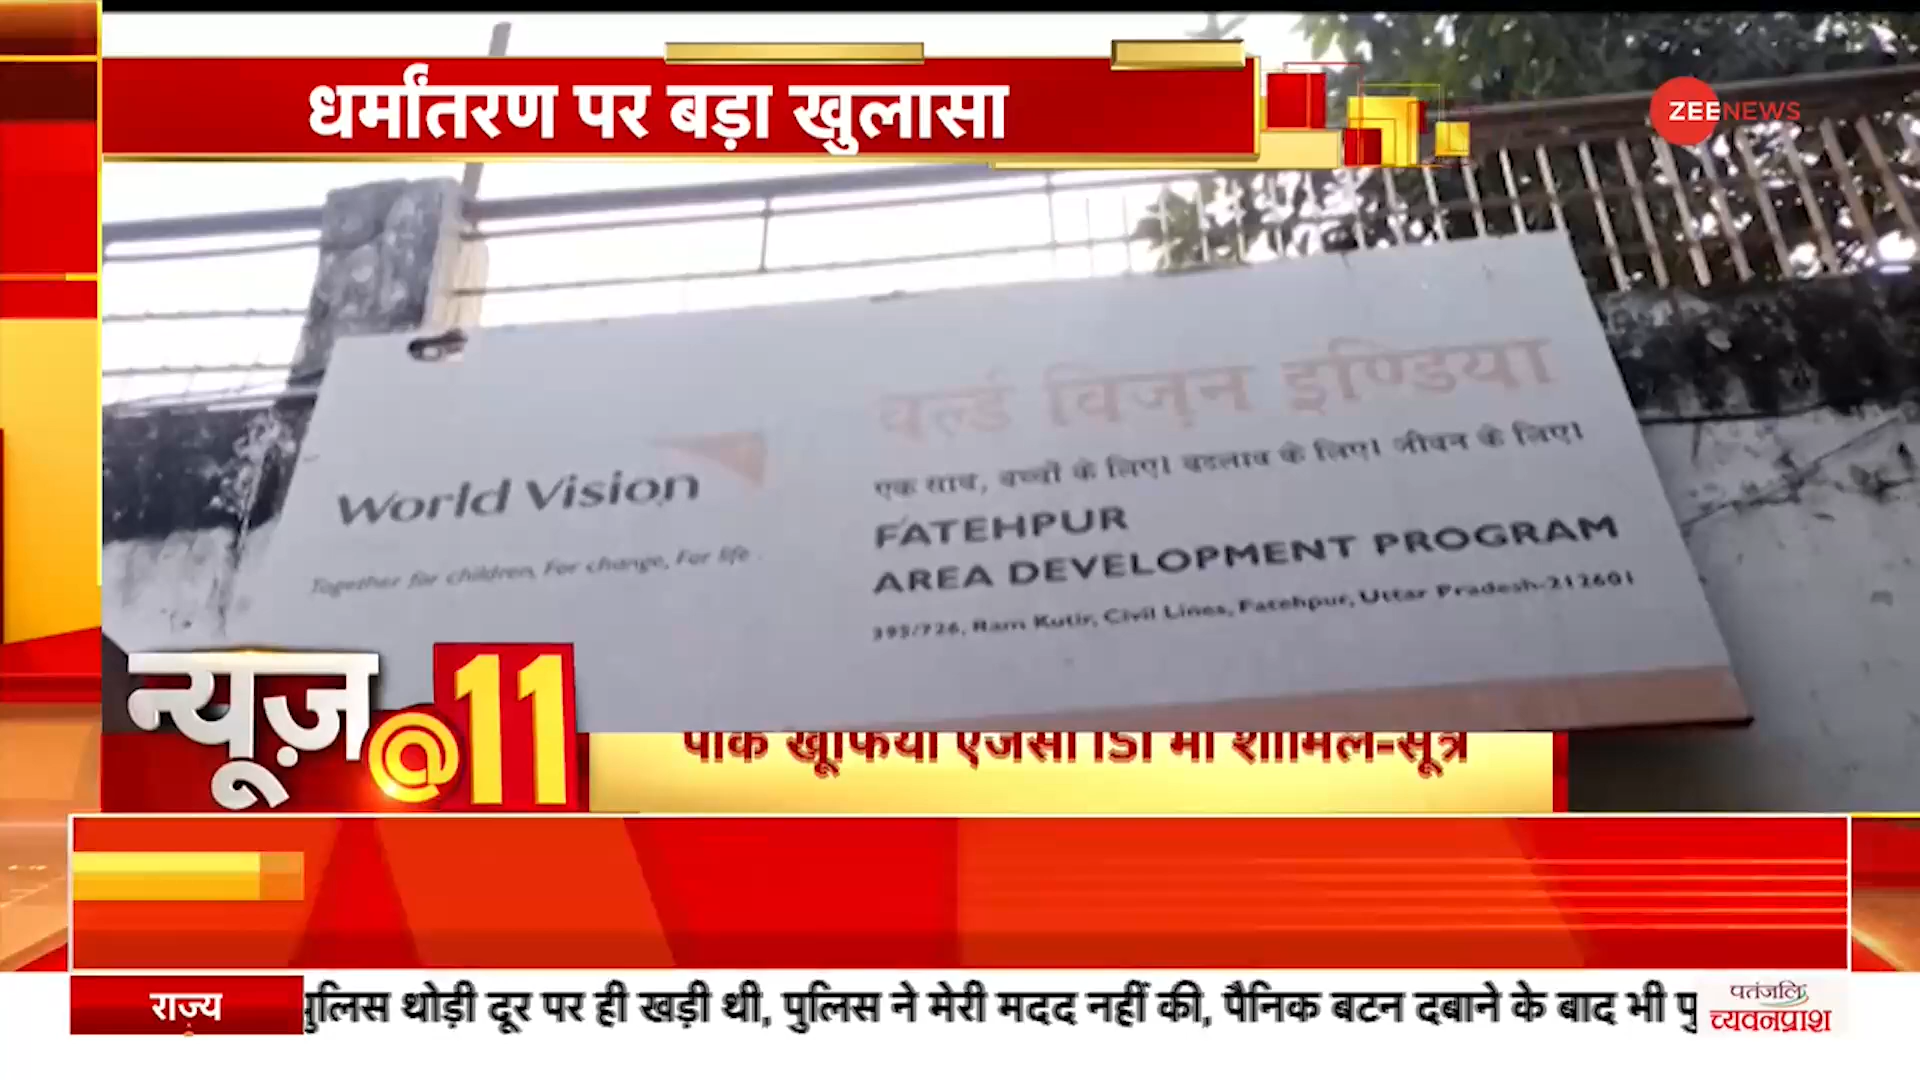 धर्मांतरण पर बड़ा खुलासा
ZEENEWS
World Vision
Together for children, For change, For life
वर्ल्ड विज़न इण्डिया
एक साथ, बच्चों के लिए। बदलाव के लिए। जीवन के लिए।
FATEHPUR
AREA DEVELOPMENT PROGRAM
Ram Kutir, Civil Lines, Fatehpur, Uttar Pradesh-212601
न्यूज़@11
पाक खूफिया एजेंसी ISI भी शामिल-सूत्र
राज्य
पुलिस थोड़ी दूर पर ही खड़ी थी, पुलिस ने मेरी मदद नहीं की, पैनिक बटन दबाने के बाद भी पु
पतंजलि
च्यवनप्राश